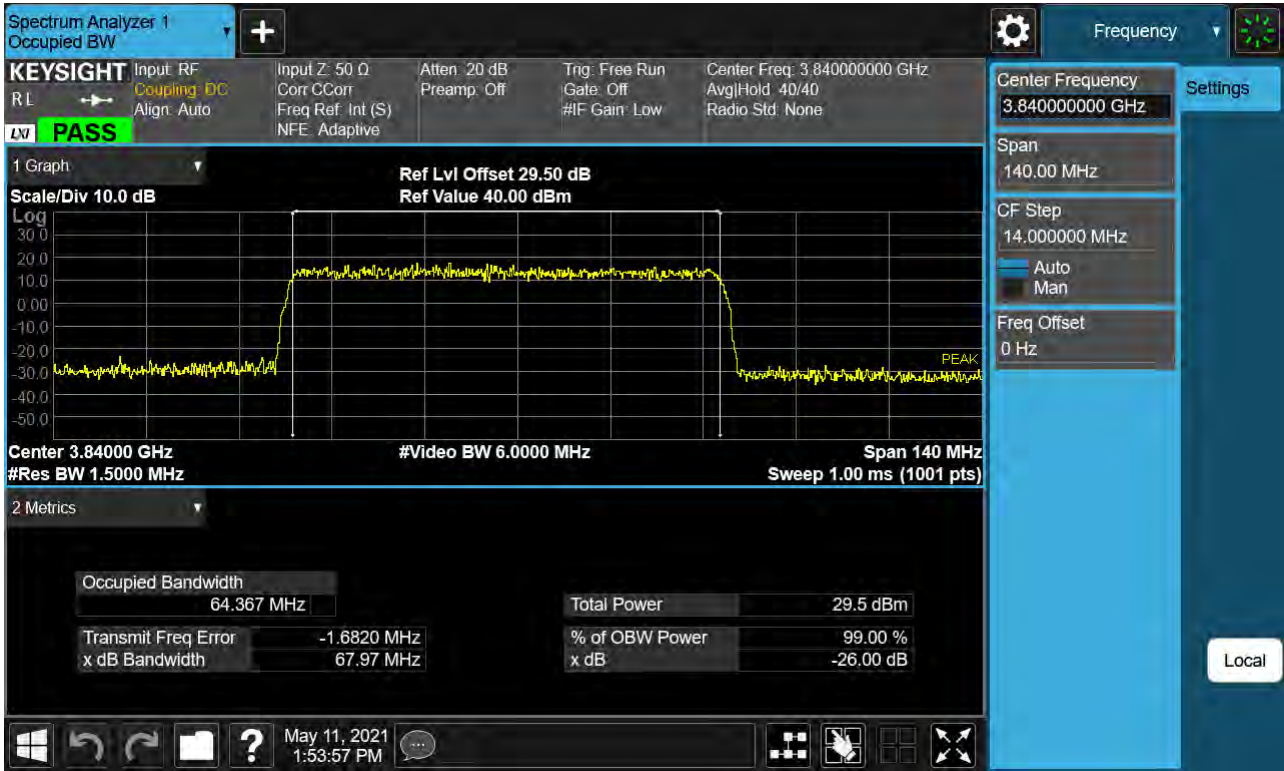 Spectrum Analyzer 1
Occupied BW
Frequency
KEYSIGHT
RL
LXI
PASS
Input: RF
Coupling: DC
Align: Auto
Input Z: 50 Ω
Corr CCorr
Freq Ref: Int (S)
NFE: Adaptive
Atten: 20 dB
Preamp: Off
Trig: Free Run
Gate: Off
#IF Gain: Low
Center Freq: 3.840000000 GHz
Avg|Hold: 40/40
Radio Std: None
Center Frequency
3.840000000 GHz
Settings
Span
140.00 MHz
CF Step
14.000000 MHz
Auto
Man
Freq Offset
0 Hz
Local
1 Graph
Scale/Div 10.0 dB
Ref Lvl Offset 29.50 dB
Ref Value 40.00 dBm
Log
30.0
20.0
10.0
0.00
-10.0
-20.0
-30.0
-40.0
-50.0
PEAK
Center 3.84000 GHz
#Video BW 6.0000 MHz
Span 140 MHz
#Res BW 1.5000 MHz
Sweep 1.00 ms (1001 pts)
2 Metrics
Occupied Bandwidth
64.367 MHz
Total Power 29.5 dBm
Transmit Freq Error -1.6820 MHz
% of OBW Power 99.00 %
x dB Bandwidth 67.97 MHz
x dB -26.00 dB
May 11, 2021
1:53:57 PM